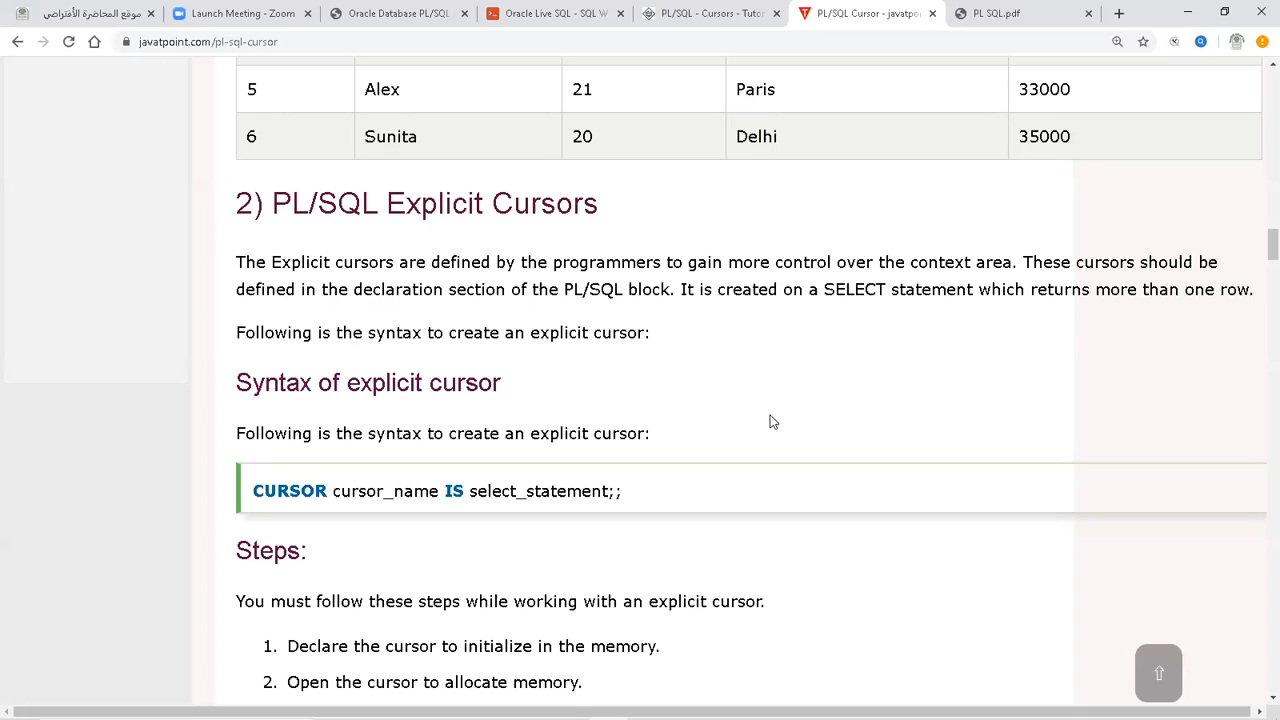 موقع المحاضرة الأفتراضي
Launch Meeting - Zoom
Oracle Database PL/SQL
Oracle Live SQL - SQL W
PL/SQL - Cursors - Tutor
PL/SQL Cursor - javatpoi
PL SQL.pdf
javatpoint.com/pl-sql-cursor
5 Alex 21 Paris 33000
6 Sunita 20 Delhi 35000
2) PL/SQL Explicit Cursors
The Explicit cursors are defined by the programmers to gain more control over the context area. These cursors should be
defined in the declaration section of the PL/SQL block. It is created on a SELECT statement which returns more than one row.
Following is the syntax to create an explicit cursor:
Syntax of explicit cursor
Following is the syntax to create an explicit cursor:
CURSOR cursor_name IS select_statement;;
Steps:
You must follow these steps while working with an explicit cursor.
1. Declare the cursor to initialize in the memory.
2. Open the cursor to allocate memory.